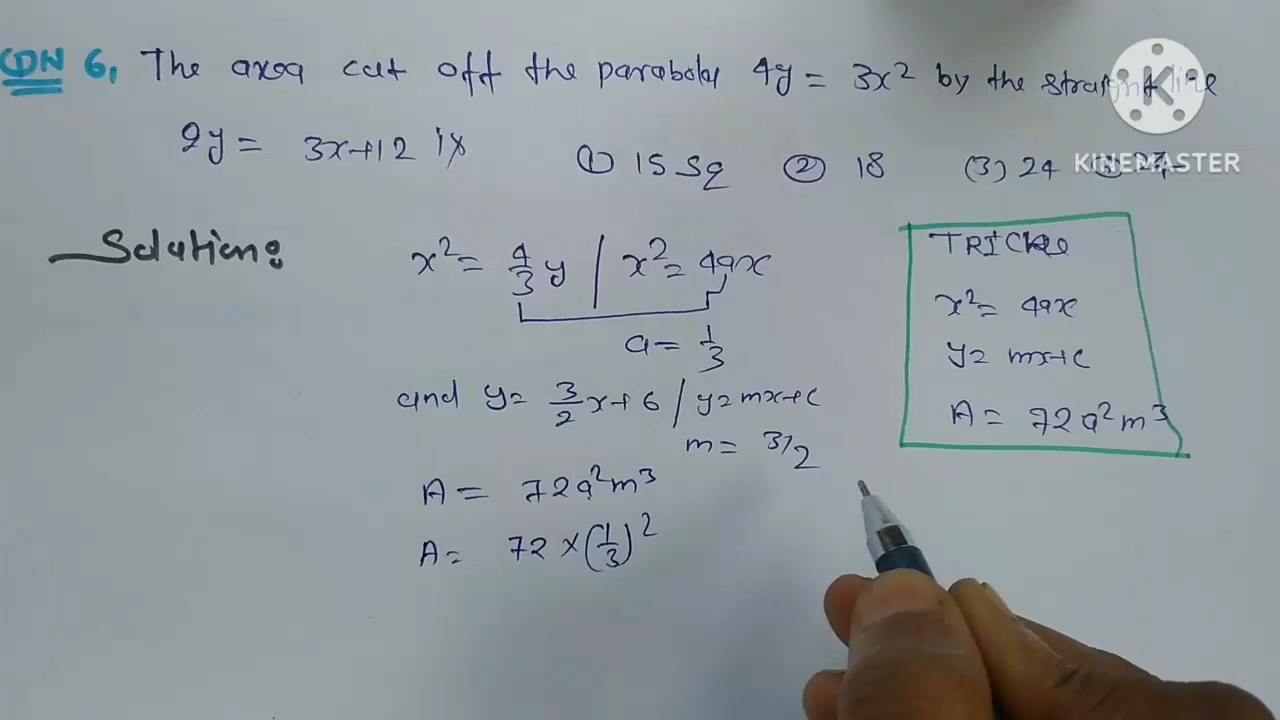 CDN 6, The area cut off the parabola 4y = 3x² by the straight line
2y = 3x+12 is ① 15 sq ② 18 (3) 24
KINEMASTER
Solution:
x² = 4/3 y | x² = 4ax
a = 1/3
and y = 3/2 x + 6 / y = mx+c
m = 3/2
A = 72a²m³
A = 72 × (1/3)²
TRICK
x² = 4ax
y = mx+c
A = 72a²m³